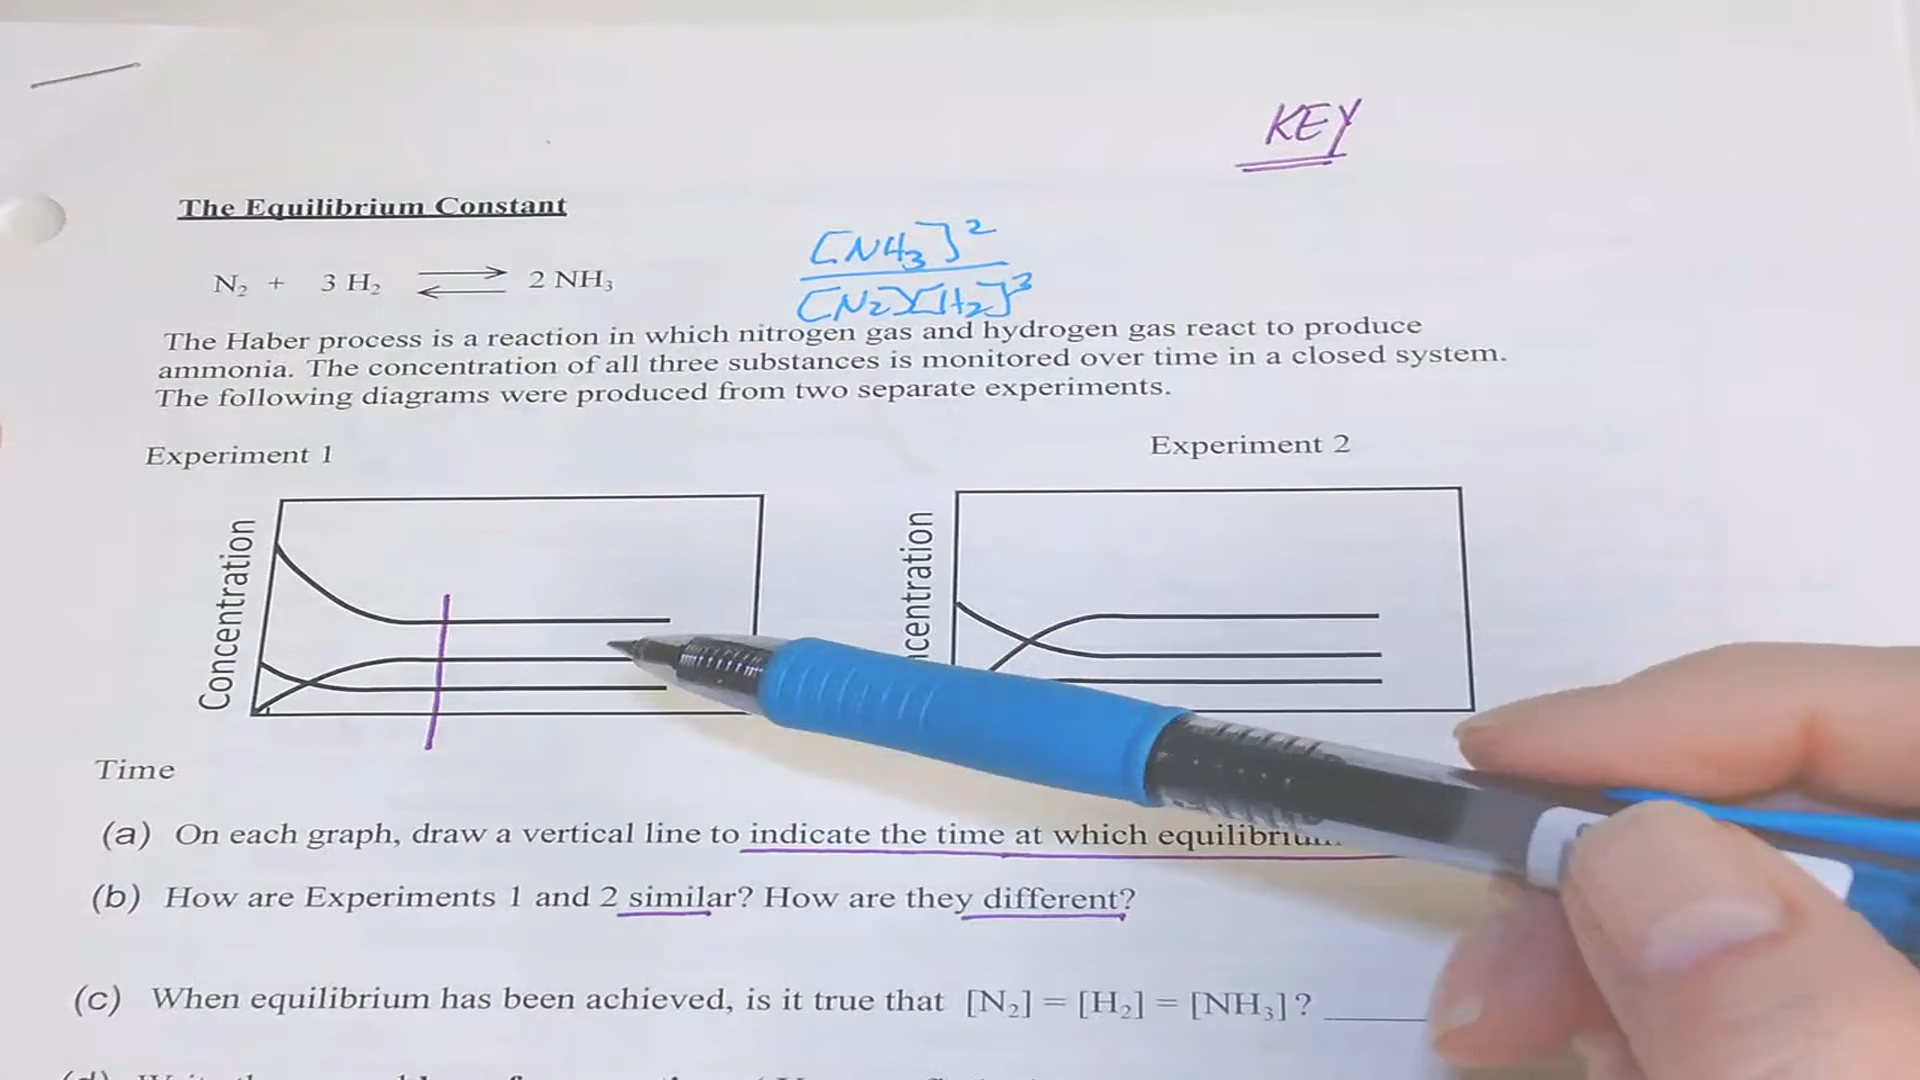 KEY
The Equilibrium Constant
[NH₃]²
N₂ + 3 H₂ ⇌ 2 NH₃
[N₂][H₂]³
The Haber process is a reaction in which nitrogen gas and hydrogen gas react to produce
ammonia. The concentration of all three substances is monitored over time in a closed system.
The following diagrams were produced from two separate experiments.
Experiment 1
Experiment 2
Concentration
centration
Time
(a) On each graph, draw a vertical line to indicate the time at which
(b) How are Experiments 1 and 2 similar? How are they different?
(c) When equilibrium has been achieved, is it true that [N₂] = [H₂] = [NH₃]?